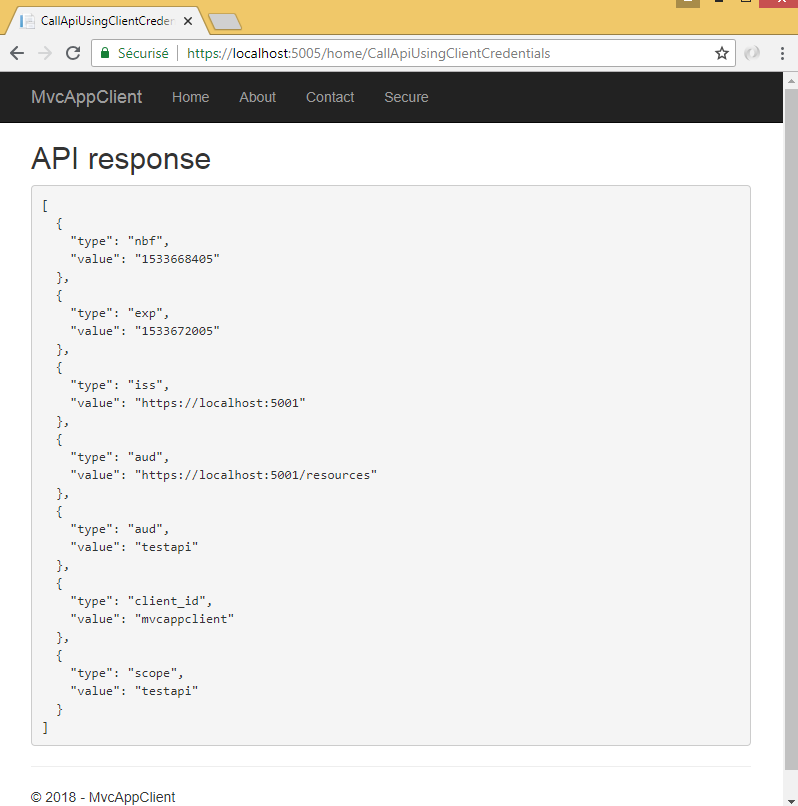 CallApiUsingClientCreder
Sécurisé https://localhost:5005/home/CallApiUsingClientCredentials
MvcAppClient Home About Contact Secure
API response
[
  {
    "type": "nbf",
    "value": "1533668405"
  },
  {
    "type": "exp",
    "value": "1533672005"
  },
  {
    "type": "iss",
    "value": "https://localhost:5001"
  },
  {
    "type": "aud",
    "value": "https://localhost:5001/resources"
  },
  {
    "type": "aud",
    "value": "testapi"
  },
  {
    "type": "client_id",
    "value": "mvcappclient"
  },
  {
    "type": "scope",
    "value": "testapi"
  }
]
© 2018 - MvcAppClient